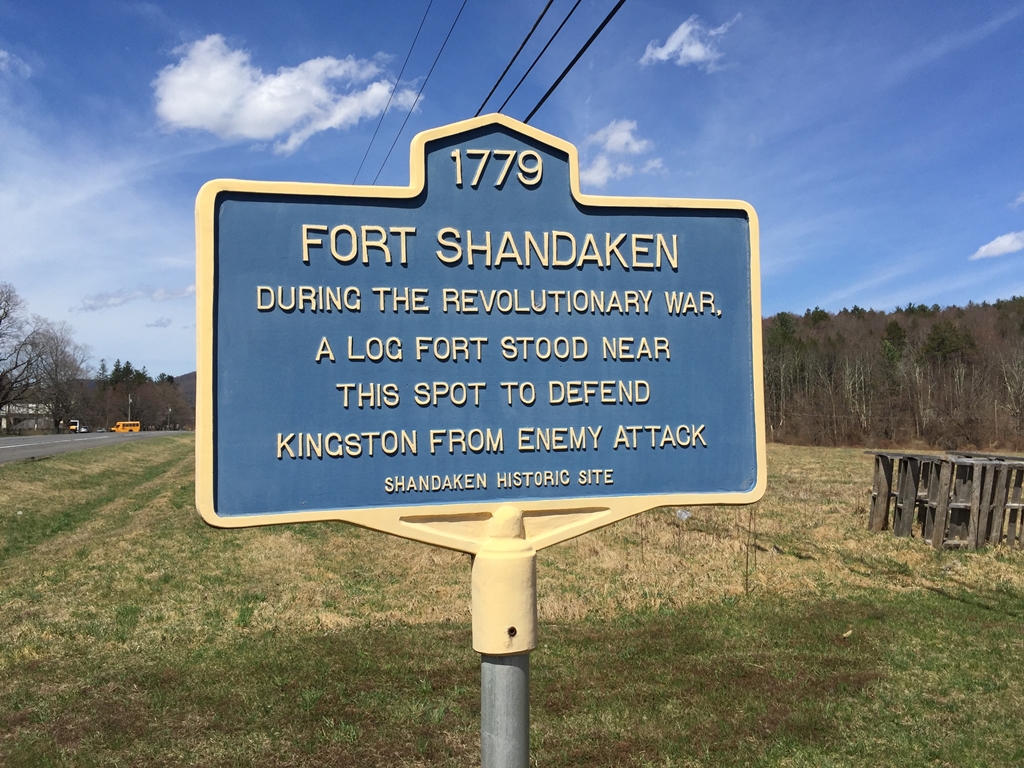 1779
FORT SHANDAKEN
DURING THE REVOLUTIONARY WAR,
A LOG FORT STOOD NEAR
THIS SPOT TO DEFEND
KINGSTON FROM ENEMY ATTACK
SHANDAKEN HISTORIC SITE